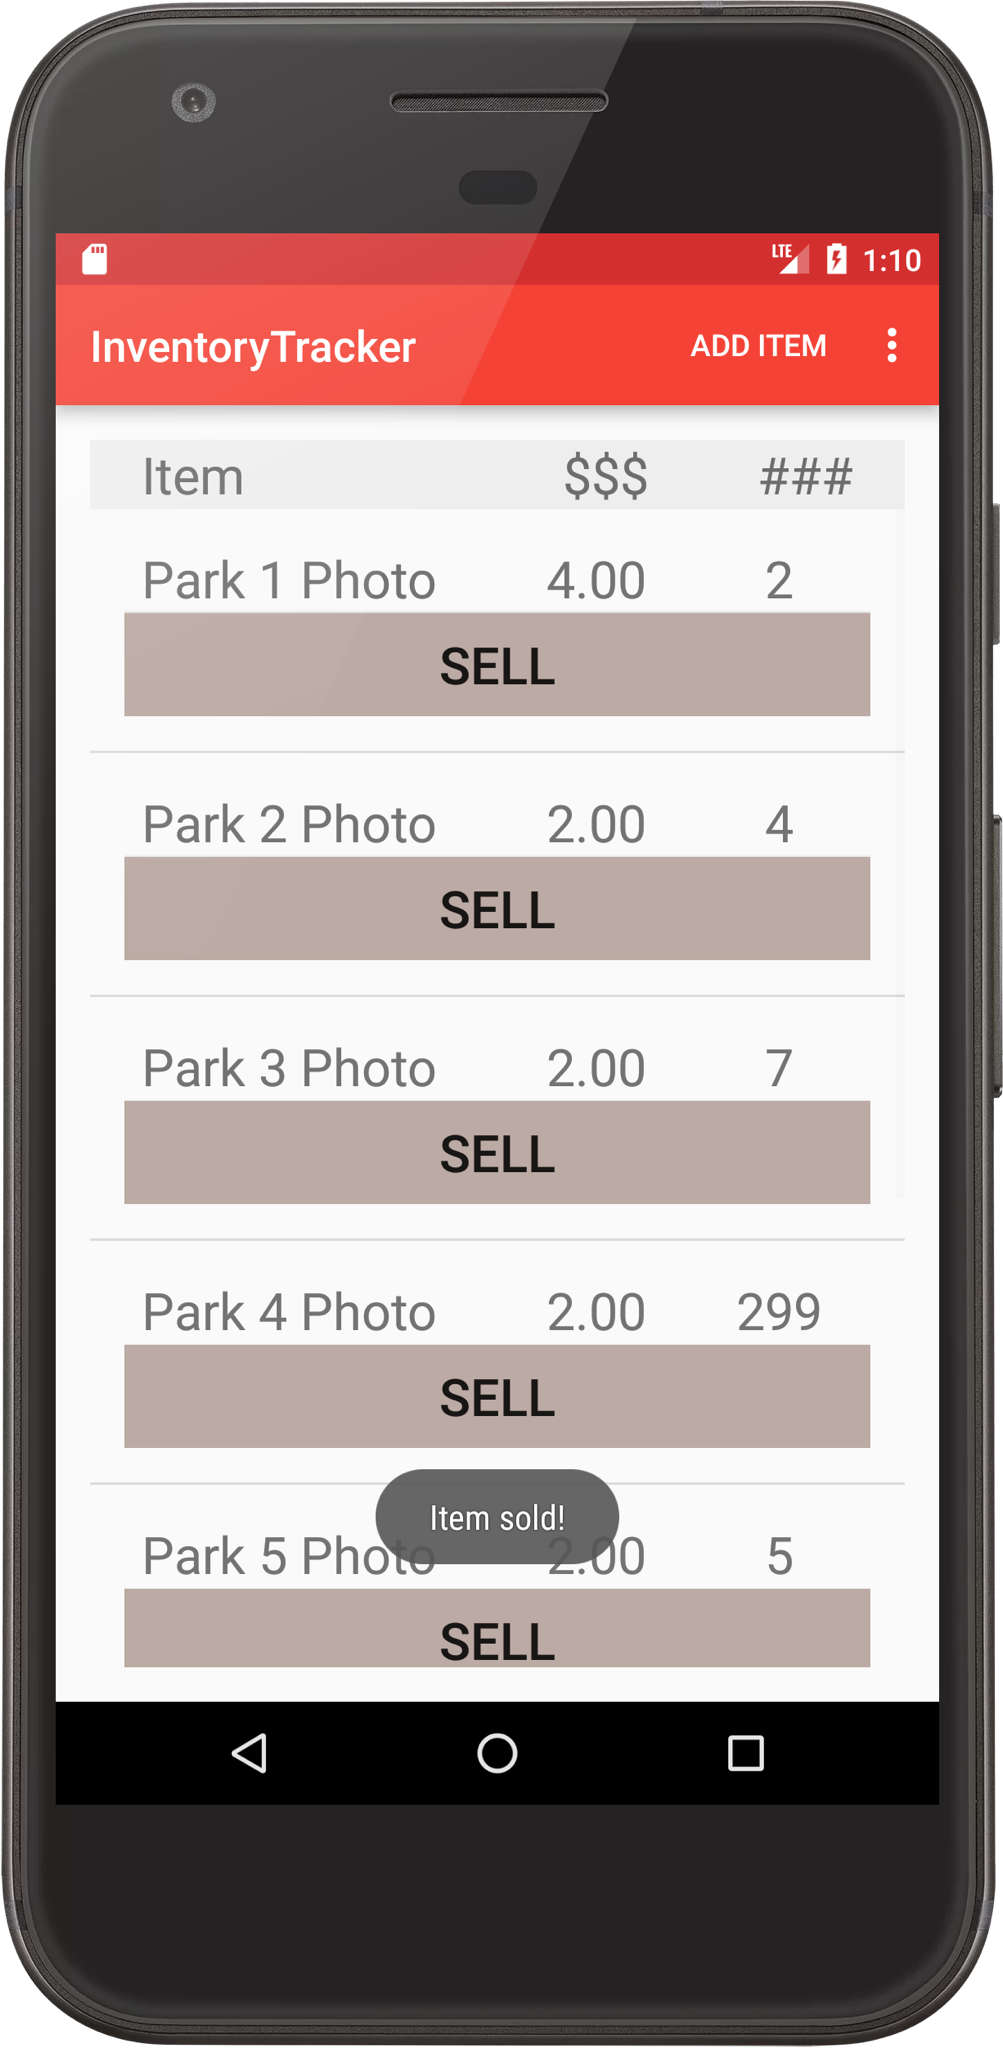 LTE 1:10
InventoryTracker ADD ITEM
Item $$$ ###
Park 1 Photo 4.00 2
SELL
Park 2 Photo 2.00 4
SELL
Park 3 Photo 2.00 7
SELL
Park 4 Photo 2.00 299
SELL
Item sold!
Park 5 Photo 2.00 5
SELL